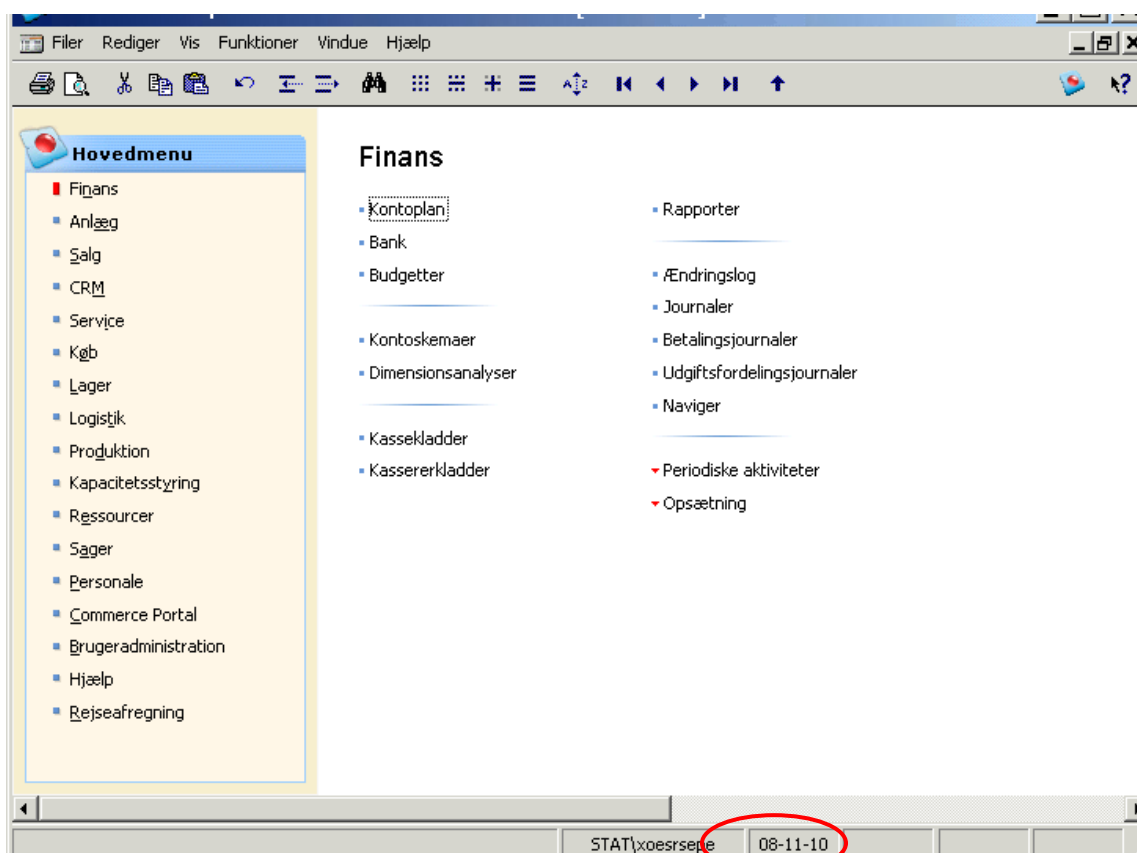 Filer Rediger Vis Funktioner Vindue Hjælp
Hovedmenu
Finans
Anlæg
Salg
CRM
Service
Køb
Lager
Logistik
Produktion
Kapacitetsstyring
Ressourcer
Sager
Personale
Commerce Portal
Brugeradministration
Hjælp
Rejseafregning
Finans
Kontoplan
Bank
Budgetter
Kontoskemaer
Dimensionsanalyser
Kassekladder
Kassererkladder
Rapporter
Ændringslog
Journaler
Betalingsjournaler
Udgiftsfordelingsjournaler
Naviger
Periodiske aktiviteter
Opsætning
STAT\xoesrsepe 08-11-10